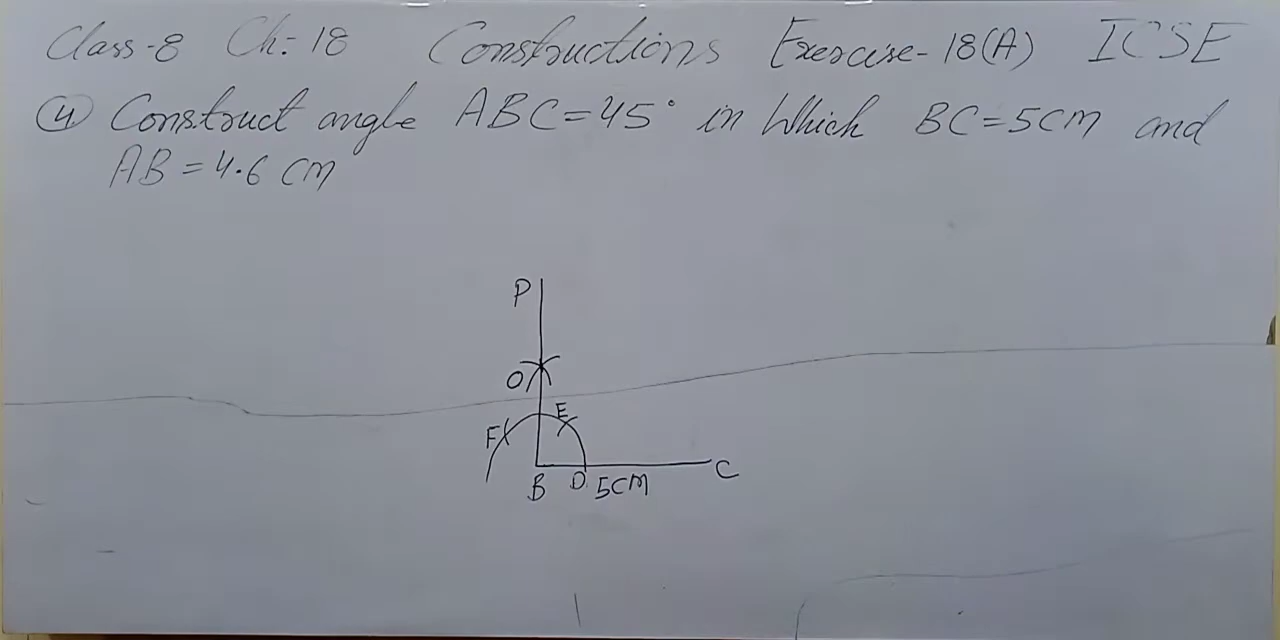 Class-8 Ch:-18 Constructions Exercise-18(A) ICSE
④ Construct angle ABC=45° in Which BC=5CM and
AB=4.6 CM
P
O
E
F
B D 5CM C